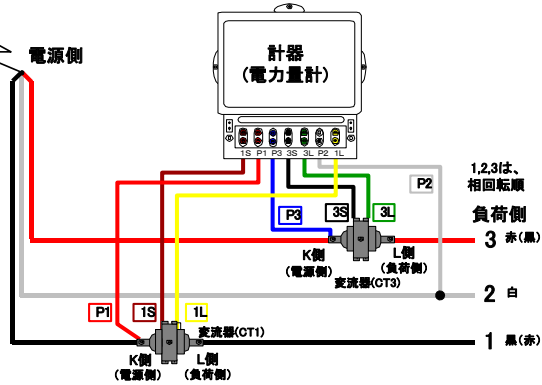 電源側
計器
(電力量計)
1S P1 P3 3S 3L P2 1L
P2
1,2,3は、
相回転順
P3
3S
3L
負荷側
3 赤(黒)
K側
(電源側)
L側
(負荷側)
変流器(CT3)
2 白
P1
1S
1L
変流器(CT1)
1 黒(赤)
K側
(電源側)
L側
(負荷側)